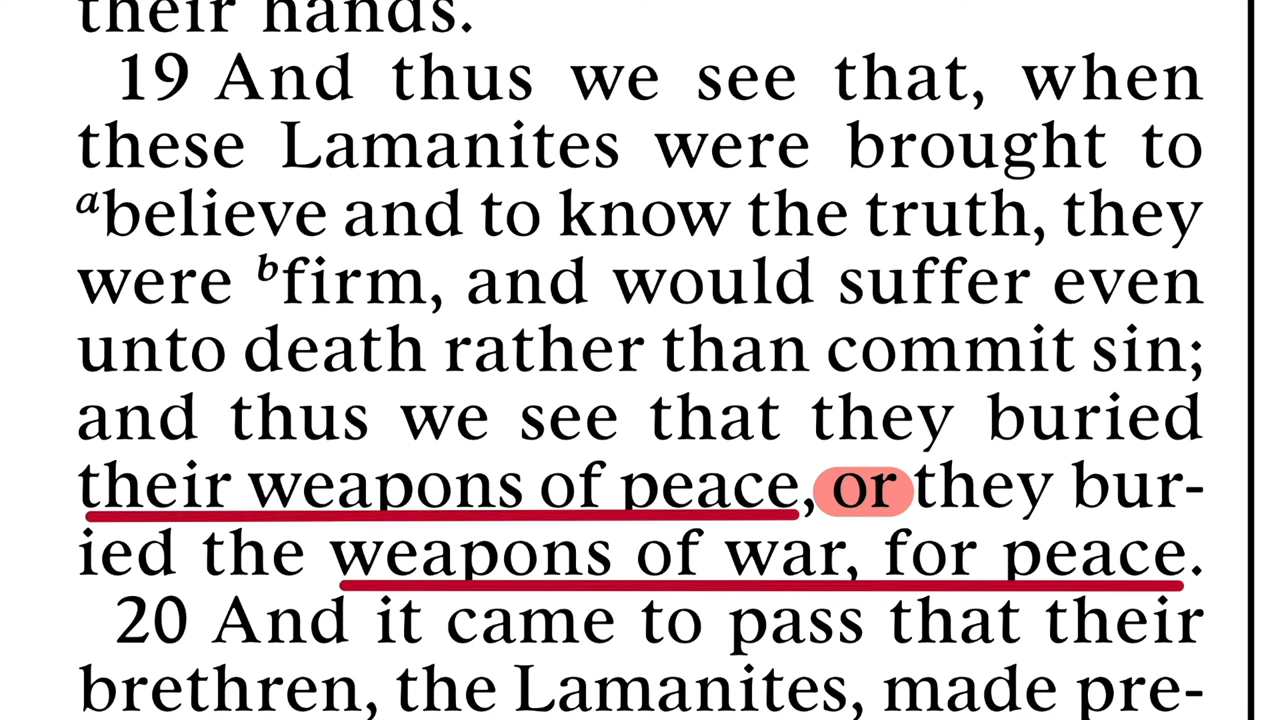 their hands.
19 And thus we see that, when
these Lamanites were brought to
abelieve and to know the truth, they
were bfirm, and would suffer even
unto death rather than commit sin;
and thus we see that they buried
their weapons of peace, or they bur-
ied the weapons of war, for peace.
20 And it came to pass that their
brethren, the Lamanites, made pre-